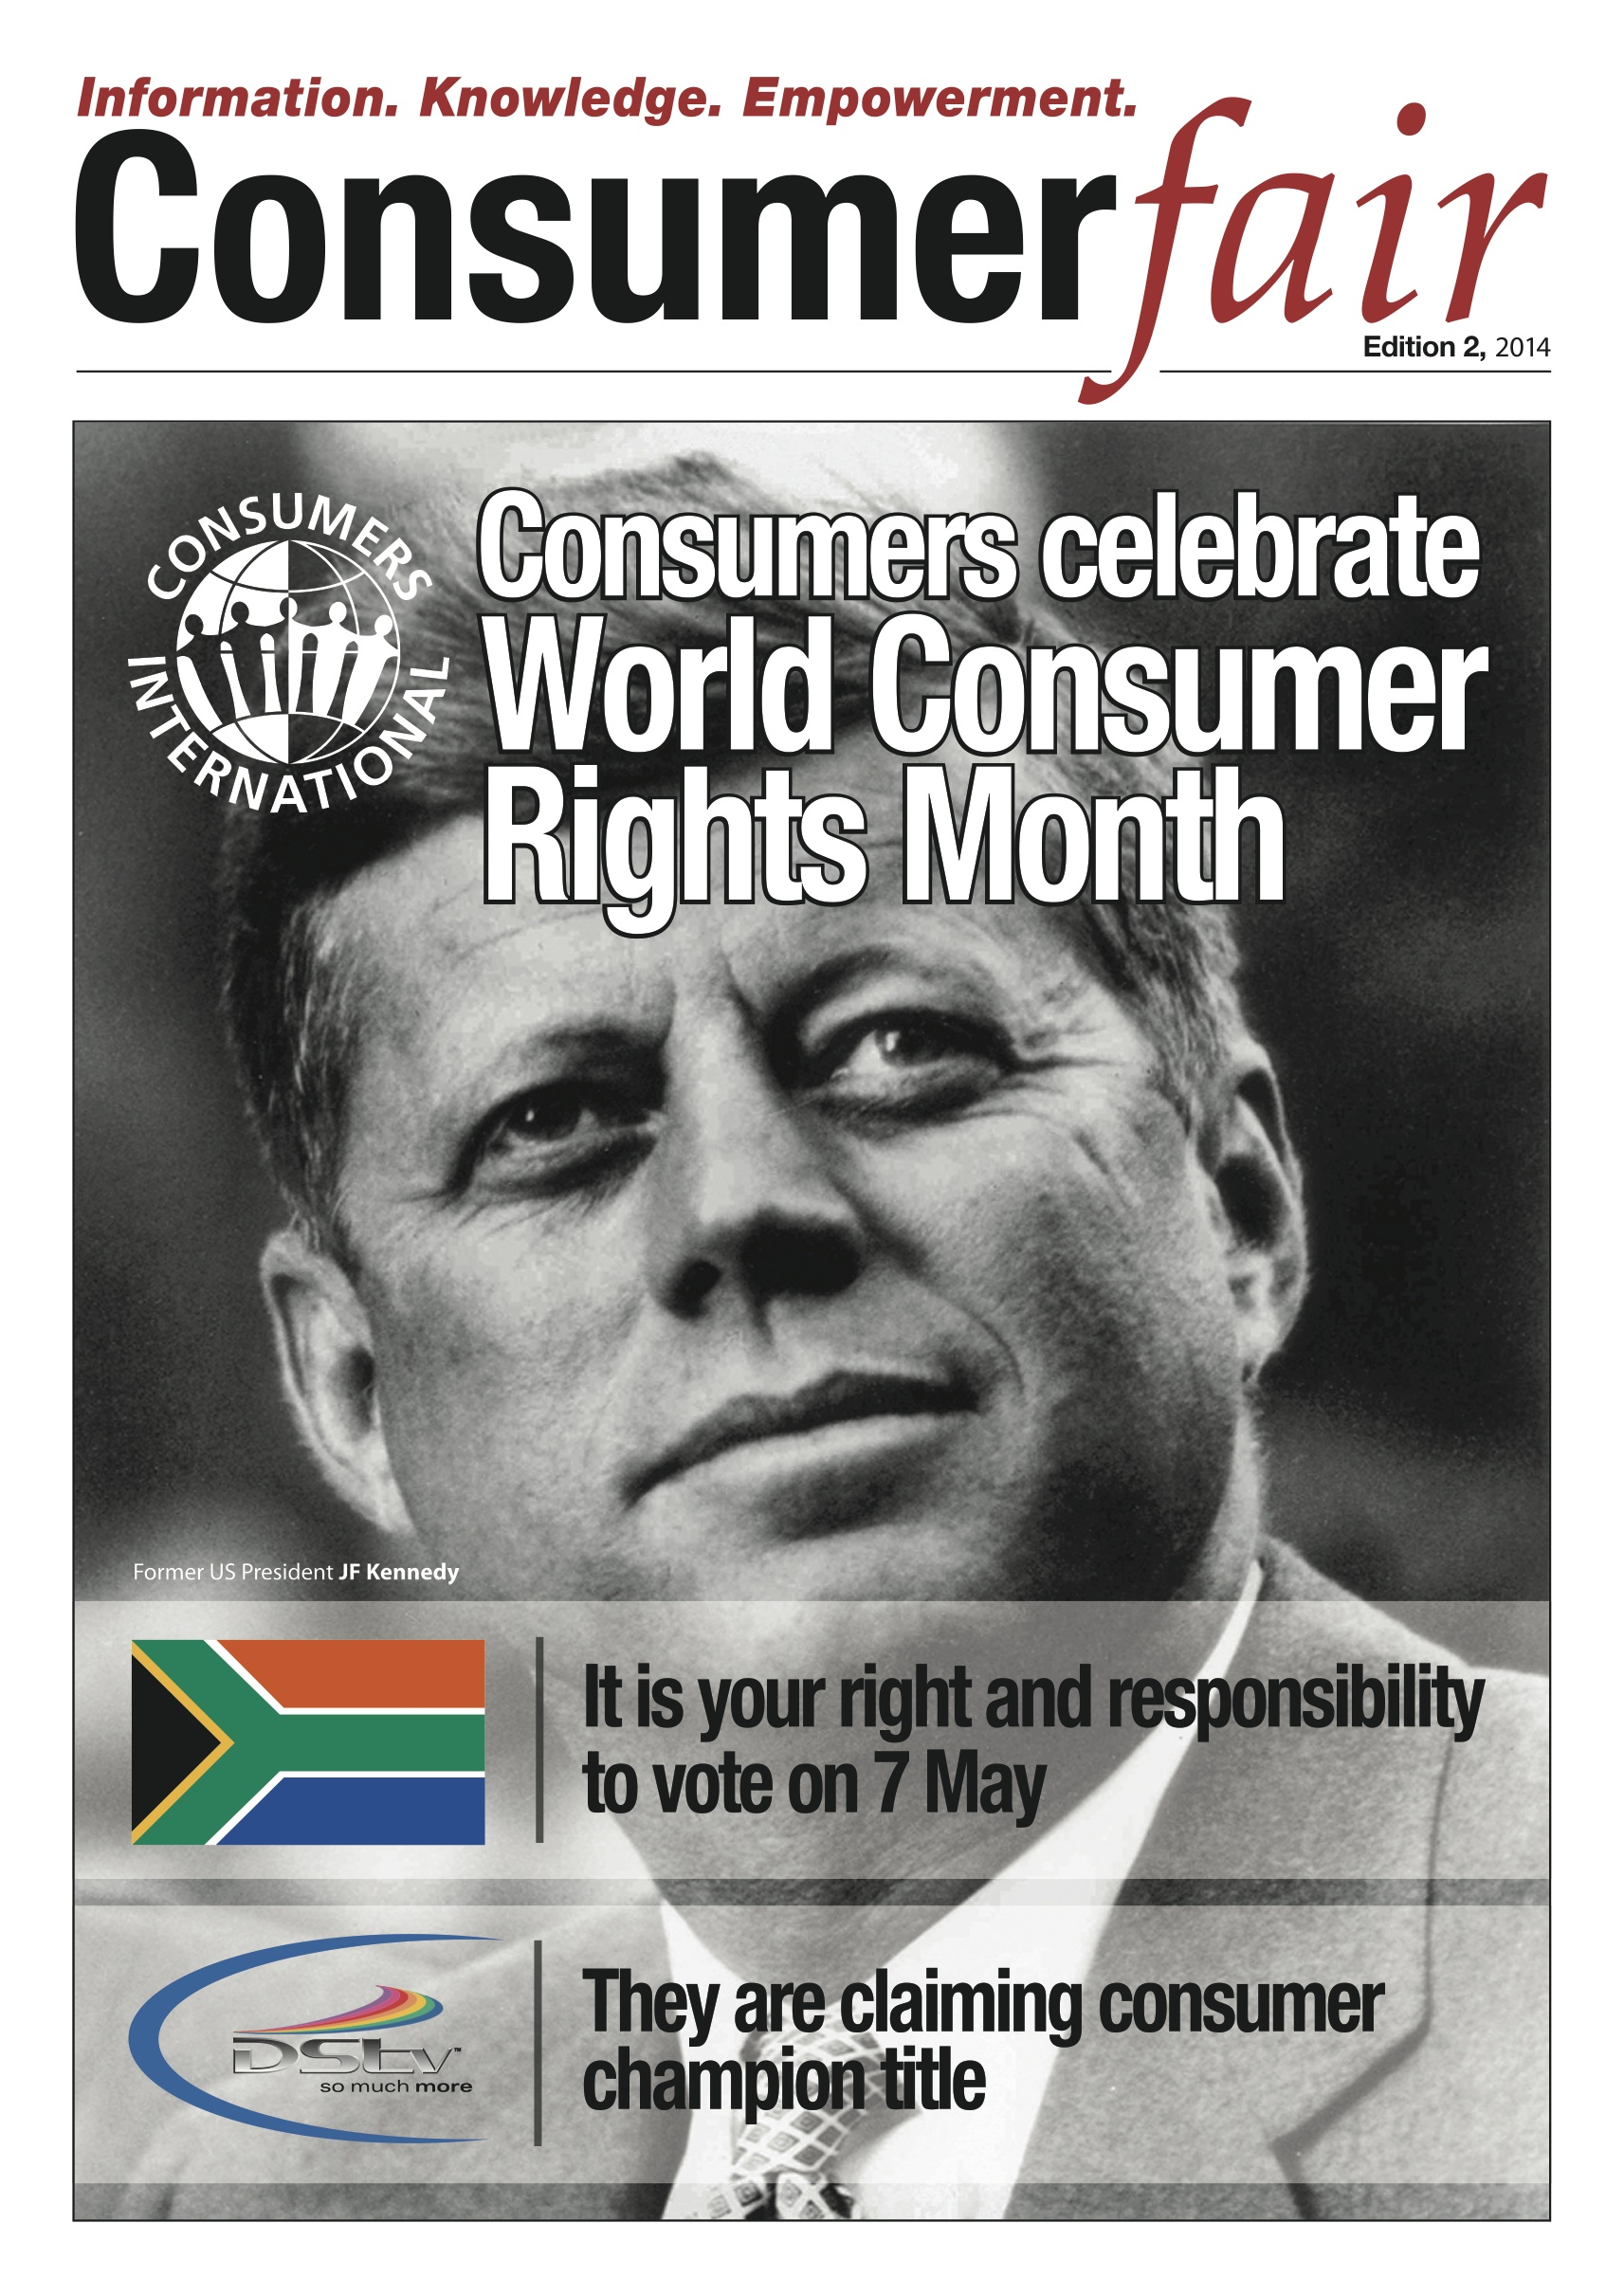 Information. Knowledge. Empowerment.
Consumerfair
Edition 2, 2014
CONSUMERS
INTERNATIONAL
Consumers celebrate
World Consumer
Rights Month
Former US President JF Kennedy
It is your right and responsibility
to vote on 7 May
DStv™
so much more
They are claiming consumer
champion title